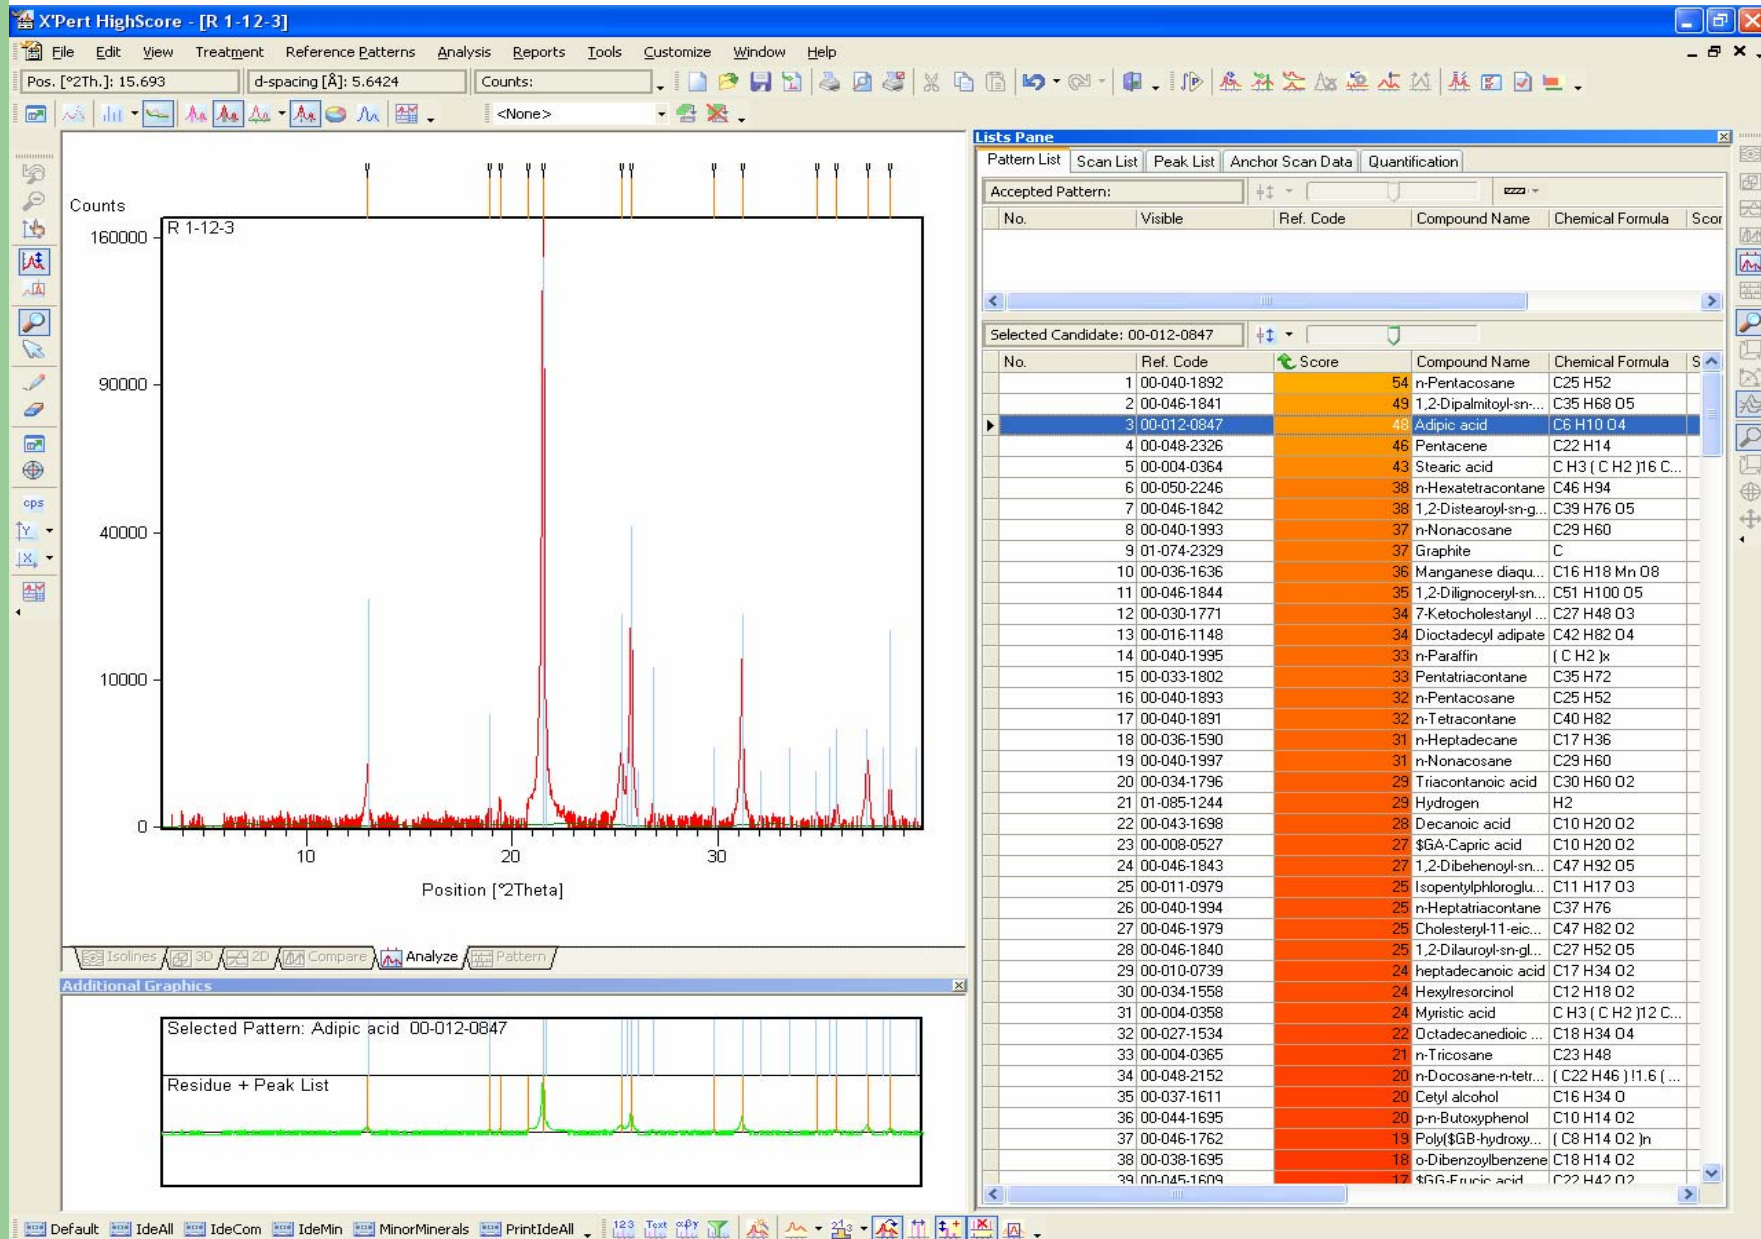 X'Pert HighScore - [R 1-12-3]
File Edit View Treatment Reference Patterns Analysis Reports Tools Customize Window Help
Pos. [°2Th.]: 15.693 d-spacing [Å]: 5.6424 Counts:
<None>
Lists Pane
Pattern List Scan List Peak List Anchor Scan Data Quantification
Accepted Pattern:
No. Visible Ref. Code Compound Name Chemical Formula Scor
Selected Candidate: 00-012-0847
No. Ref. Code Score Compound Name Chemical Formula S
1 00-040-1892 54 n-Pentacosane C25 H52
2 00-046-1841 49 1,2-Dipalmitoyl-sn-... C35 H68 O5
3 00-012-0847 48 Adipic acid C6 H10 O4
4 00-048-2326 46 Pentacene C22 H14
5 00-004-0364 43 Stearic acid C H3 ( C H2 )16 C...
6 00-050-2246 38 n-Hexatetracontane C46 H94
7 00-046-1842 38 1,2-Distearoyl-sn-g... C39 H76 O5
8 00-040-1993 37 n-Nonacosane C29 H60
9 01-074-2329 37 Graphite C
10 00-036-1636 36 Manganese diaqu... C16 H18 Mn O8
11 00-046-1844 35 1,2-Dilignoceryl-sn... C51 H100 O5
12 00-030-1771 34 7-Ketocholestanyl ... C27 H48 O3
13 00-016-1148 34 Dioctadecyl adipate C42 H82 O4
14 00-040-1995 33 n-Paraffin ( C H2 )x
15 00-033-1802 33 Pentatriacontane C35 H72
16 00-040-1893 32 n-Pentacosane C25 H52
17 00-040-1891 32 n-Tetracontane C40 H82
18 00-036-1590 31 n-Heptadecane C17 H36
19 00-040-1997 31 n-Nonacosane C29 H60
20 00-034-1796 29 Triacontanoic acid C30 H60 O2
21 01-085-1244 29 Hydrogen H2
22 00-043-1698 28 Decanoic acid C10 H20 O2
23 00-008-0527 27 $GA-Capric acid C10 H20 O2
24 00-046-1843 27 1,2-Dibehenoyl-sn... C47 H92 O5
25 00-011-0979 25 Isopentylphloroglu... C11 H17 O3
26 00-040-1994 25 n-Heptatriacontane C37 H76
27 00-046-1979 25 Cholesteryl-11-eic... C47 H82 O2
28 00-046-1840 25 1,2-Dilauroyl-sn-gl... C27 H52 O5
29 00-010-0739 24 heptadecanoic acid C17 H34 O2
30 00-034-1558 24 Hexylresorcinol C12 H18 O2
31 00-004-0358 24 Myristic acid C H3 ( C H2 )12 C...
32 00-027-1534 22 Octadecanedioic ... C18 H34 O4
33 00-004-0365 21 n-Tricosane C23 H48
34 00-048-2152 20 n-Docosane-n-tetr... ( C22 H46 )!1.6 ( ...
35 00-037-1611 20 Cetyl alcohol C16 H34 O
36 00-044-1695 20 p-n-Butoxyphenol C10 H14 O2
37 00-046-1762 19 Poly($GB-hydroxy... ( C8 H14 O2 )n
38 00-038-1695 18 o-Dibenzoylbenzene C18 H14 O2
39 00-045-1609 17 $GG-Erucic acid C22 H42 O2
Counts
R 1-12-3
160000
90000
40000
10000
0
10 20 30
Position [°2Theta]
Isolines 3D 2D Compare Analyze Pattern
Additional Graphics
Selected Pattern: Adipic acid 00-012-0847
Residue + Peak List
cps
Y
X
Default IdeAll IdeCom IdeMin MinorMinerals PrintIdeAll 123 Text αβγ